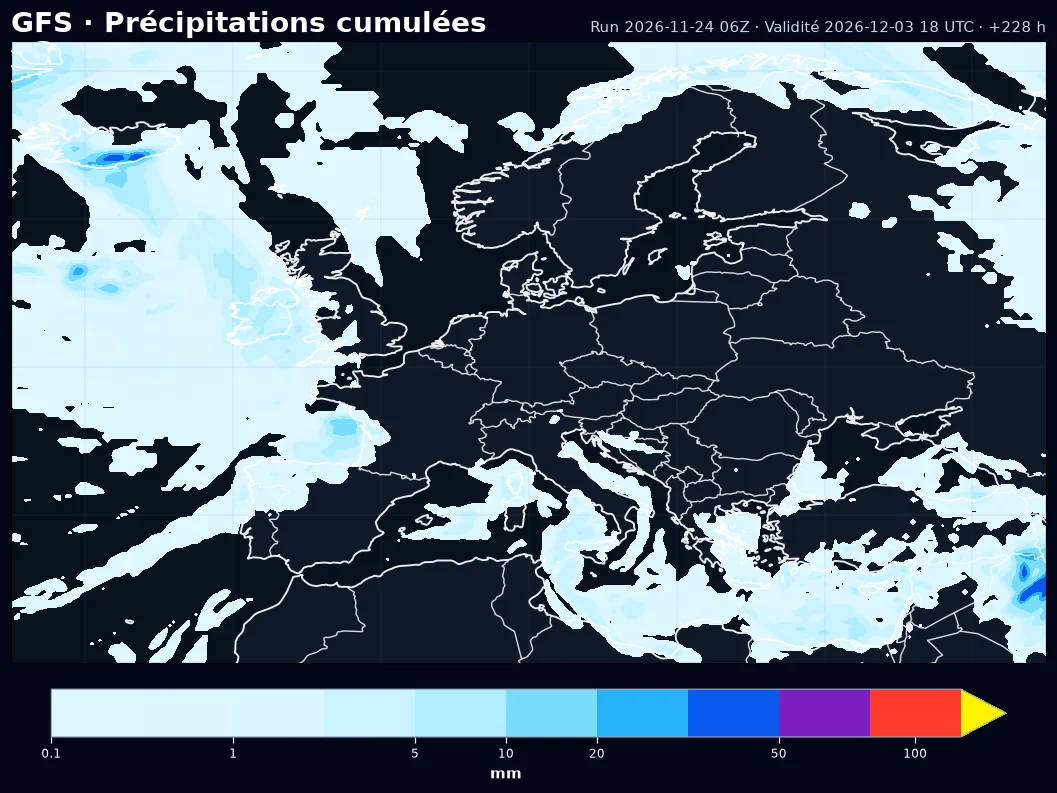 GFS · Précipitations cumulées
Run 2026-11-24 06Z · Validité 2026-12-03 18 UTC · +228 h
0.1 1 5 10 20 50 100
mm